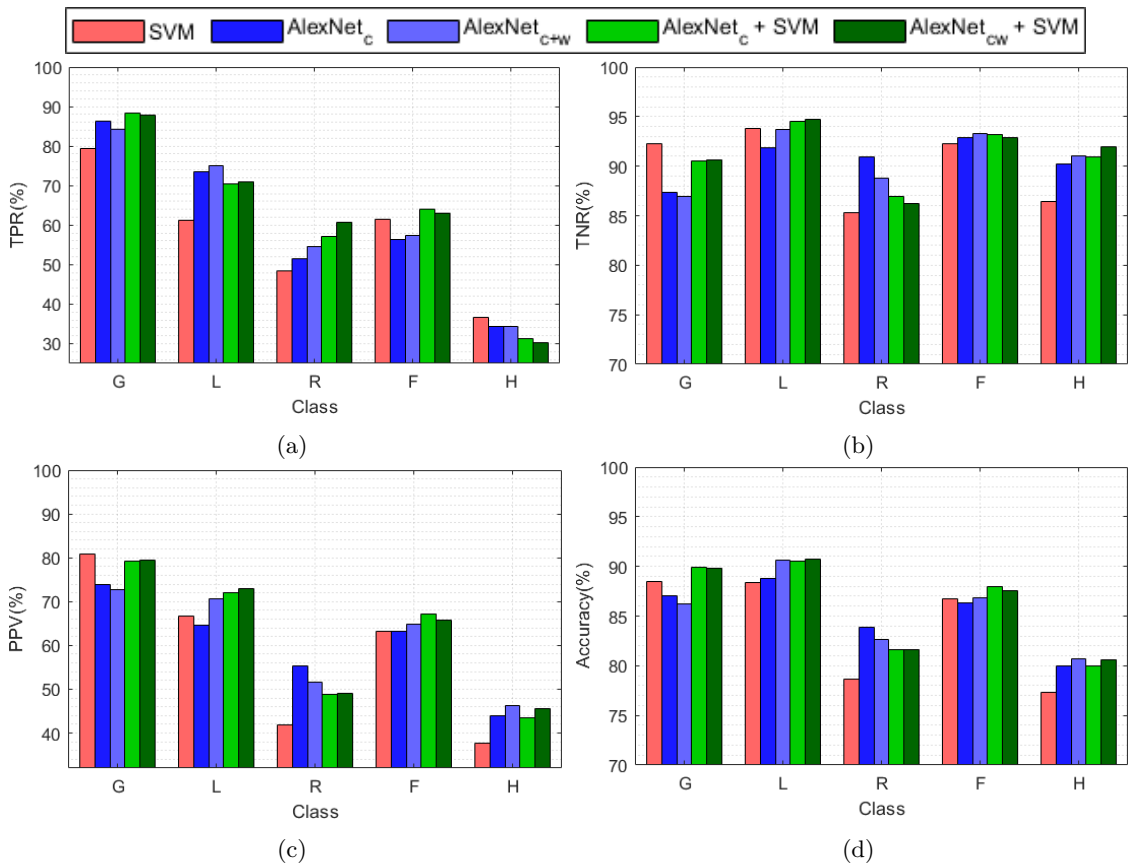 SVM AlexNet_c AlexNet_c+w AlexNet_c + SVM AlexNet_cw + SVM
100
90
80
70
60
50
40
30
TPR(%)
G L R F H
Class
(a)
100
95
90
85
80
75
70
TNR(%)
G L R F H
Class
(b)
100
90
80
70
60
50
40
PPV(%)
G L R F H
Class
(c)
100
95
90
85
80
75
70
Accuracy(%)
G L R F H
Class
(d)